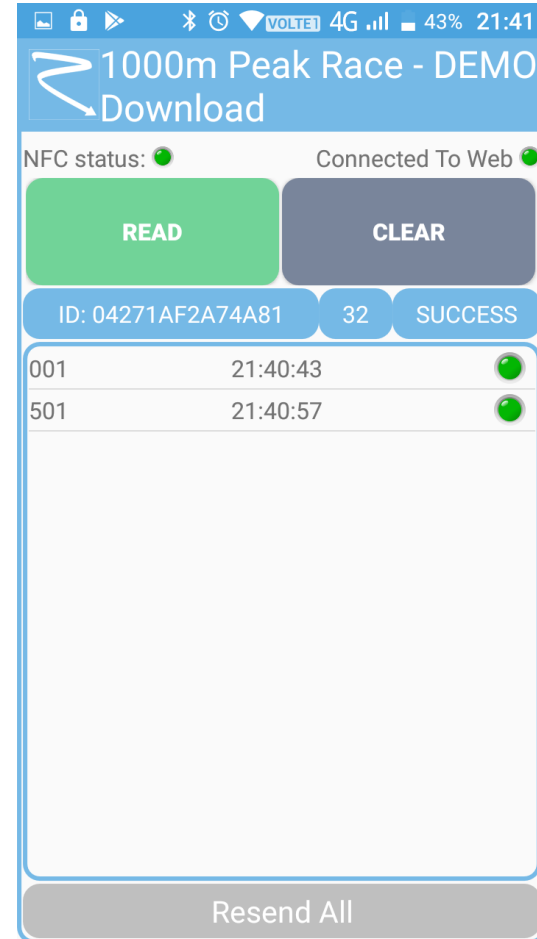 VOLTE1 4G 43% 21:41
1000m Peak Race - DEMO
Download
NFC status: Connected To Web
READ CLEAR
ID: 04271AF2A74A81 32 SUCCESS
001 21:40:43
501 21:40:57
Resend All